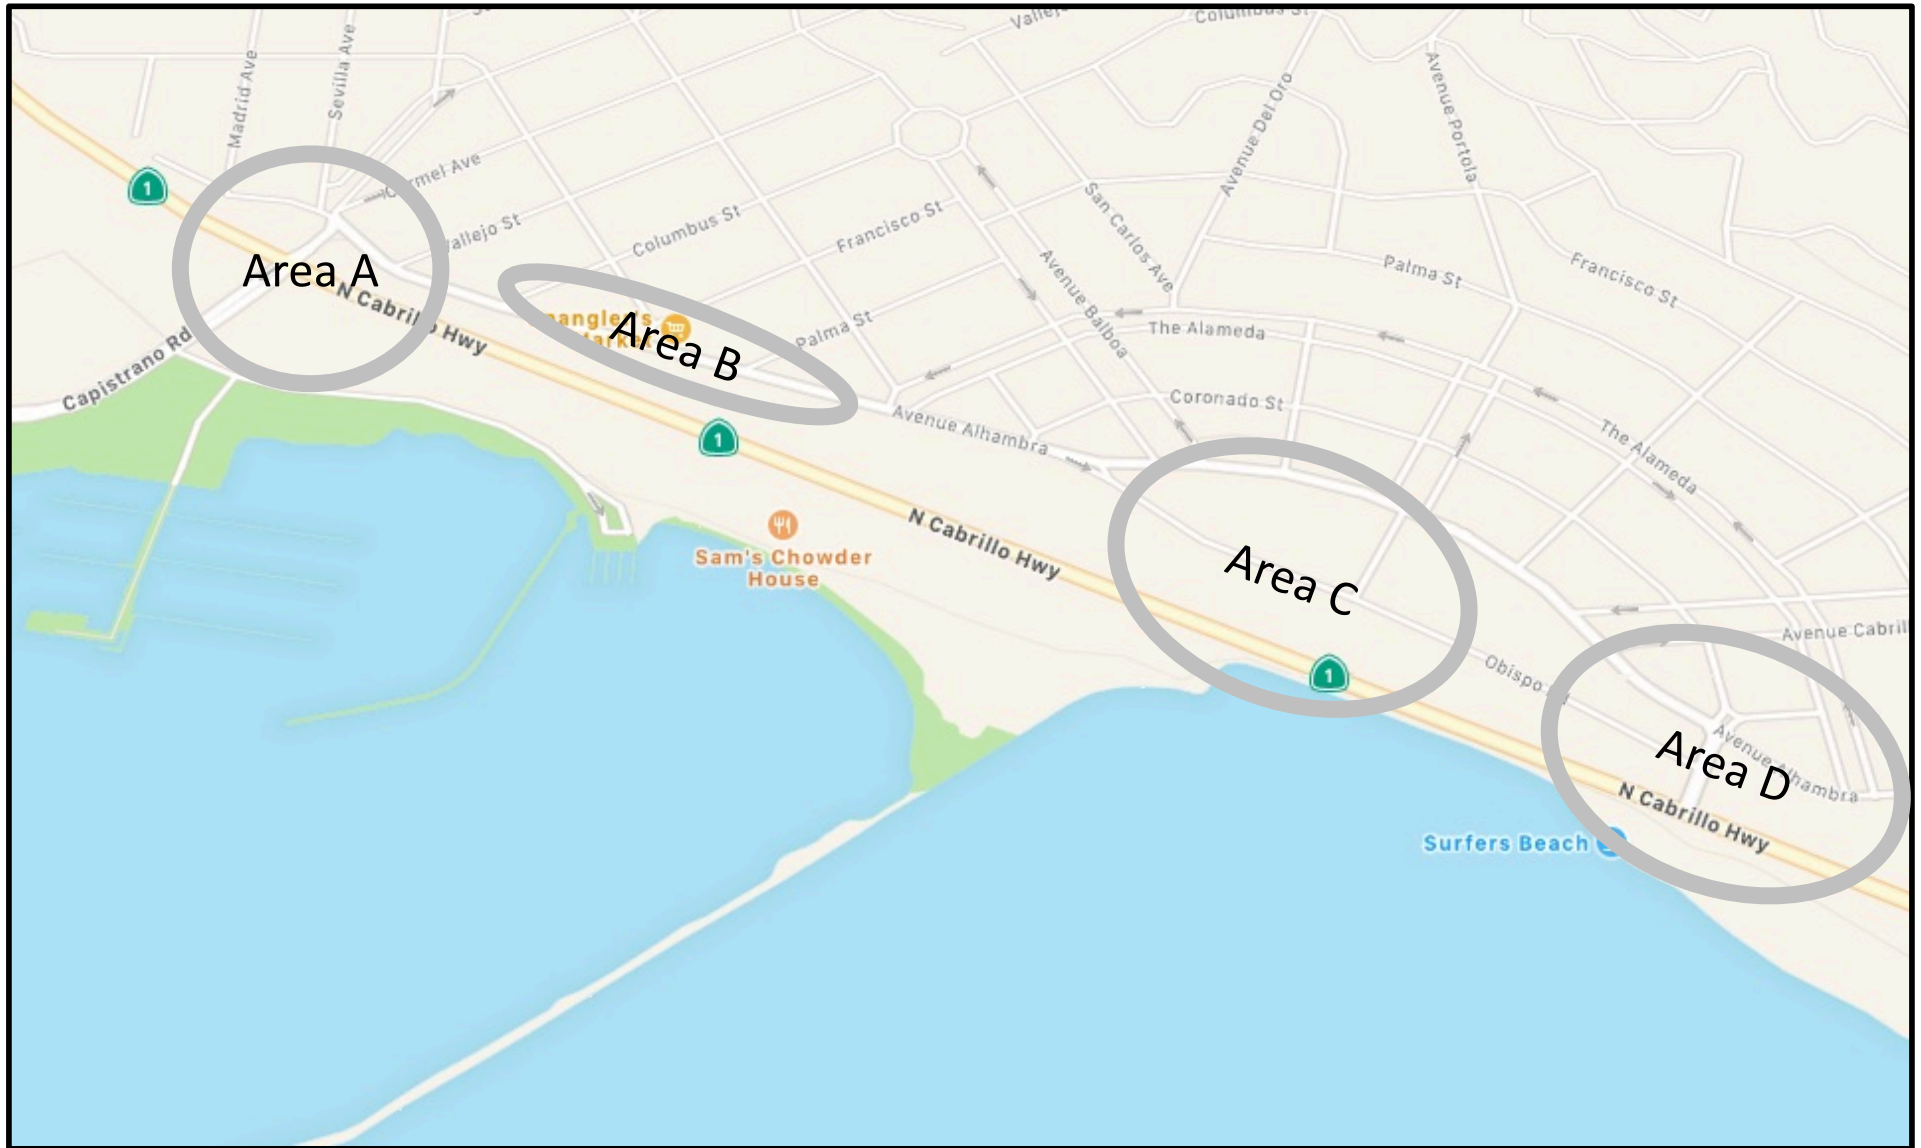 Columbus St
Madrid Ave
Sevilla Ave
Avenue Del Oro
Avenue Portola
1
Vallejo St
Columbus St
Francisco St
San Carlos Ave
Avenue Balboa
Palma St
Francisco St
Area A
N Cabrillo Hwy
Capistrano Rd
Area B
Palma St
The Alameda
Coronado St
Avenue Alhambra
The Alameda
1
N Cabrillo Hwy
Sam's Chowder
House
Area C
Obispo
1
Avenue
Area D
Avenue Alhambra
N Cabrillo Hwy
Surfers Beach